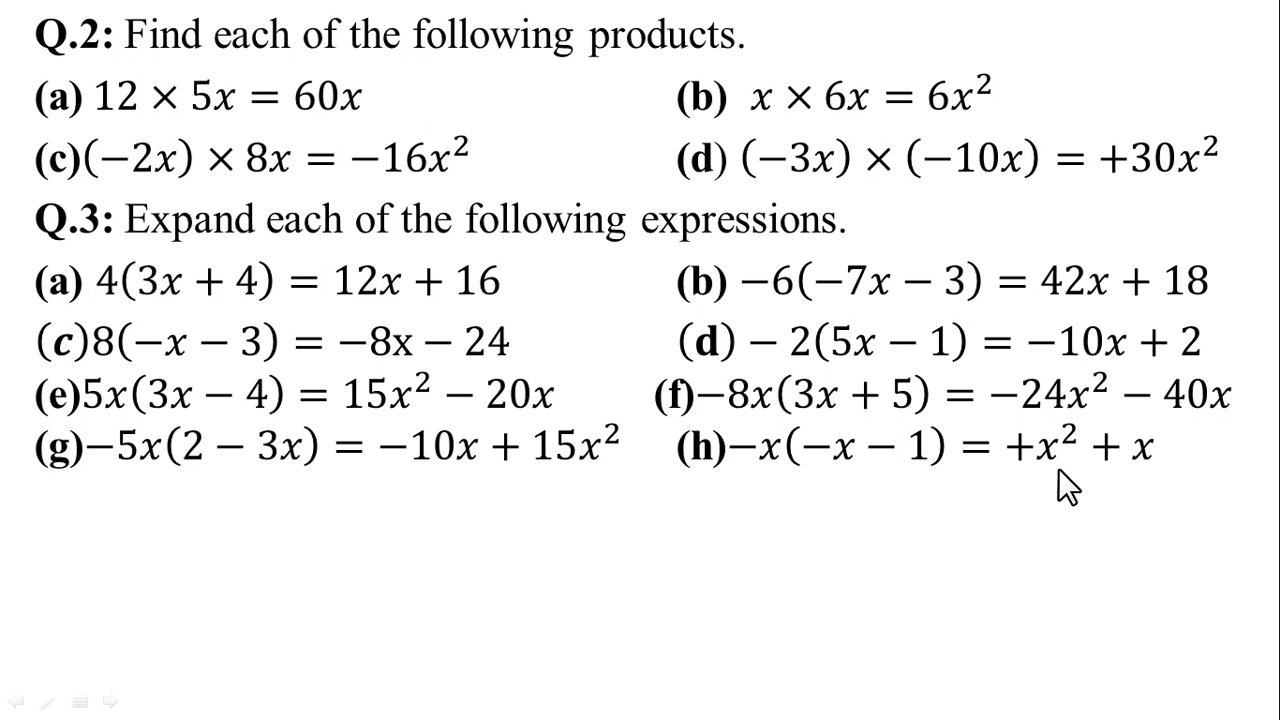 Q.2: Find each of the following products.
(a) 12 × 5x = 60x (b) x × 6x = 6x²
(c)(−2x) × 8x = −16x² (d) (−3x) × (−10x) = +30x²
Q.3: Expand each of the following expressions.
(a) 4(3x + 4) = 12x + 16 (b) −6(−7x − 3) = 42x + 18
(c)8(−x − 3) = −8x − 24 (d) − 2(5x − 1) = −10x + 2
(e)5x(3x − 4) = 15x² − 20x (f)−8x(3x + 5) = −24x² − 40x
(g)−5x(2 − 3x) = −10x + 15x² (h)−x(−x − 1) = +x² + x